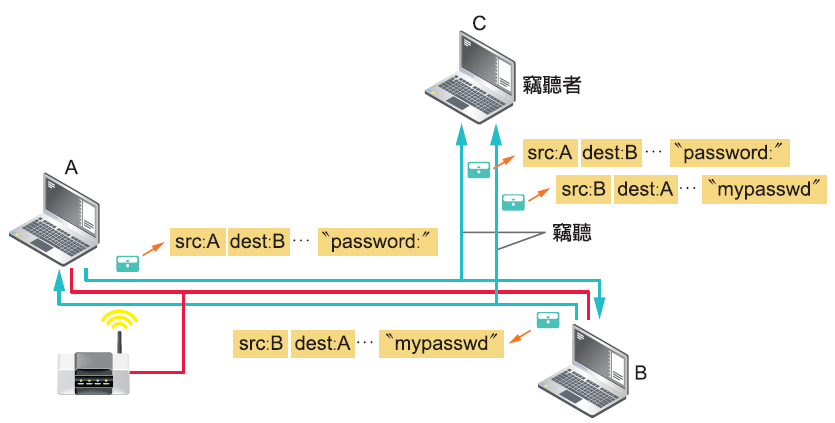 C
竊聽者
src:A dest:B … 〝password:〞
src:B dest:A … 〝mypasswd〞
A
竊聽
src:A dest:B … 〝password:〞
src:B dest:A … 〝mypasswd〞
B